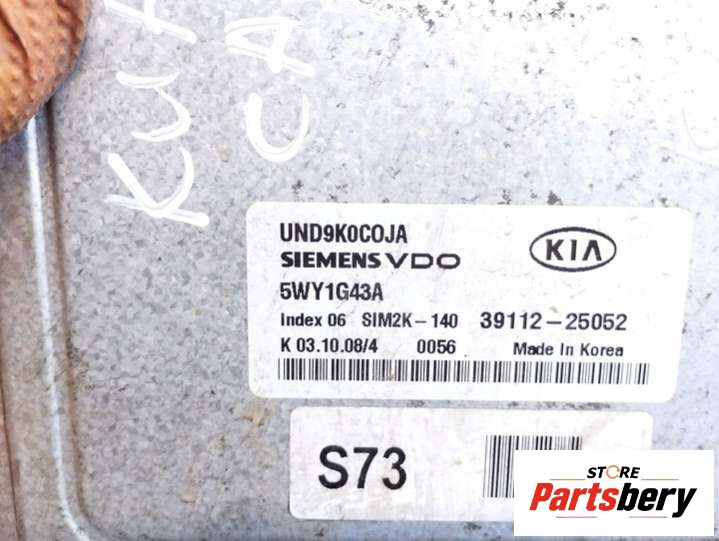 UND9K0C0JA
SIEMENS VDO
KIA
5WY1G43A
Index 06 SIM2K-140 39112-25052
K 03.10.08/4 0056 Made In Korea
S73
STORE
Partsbery